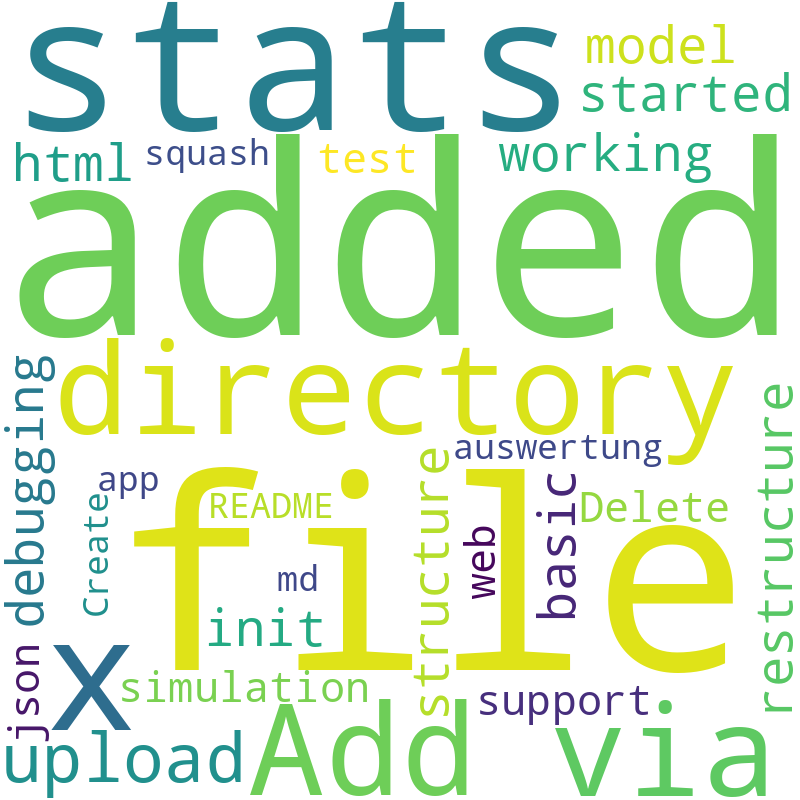 stats
model
started
html
squash
test
working
added
directory
debugging
auswertung
restructure
app
README
file
structure
web
basic
Delete
Create
md
init
json
x
simulation
support
upload
Add
via